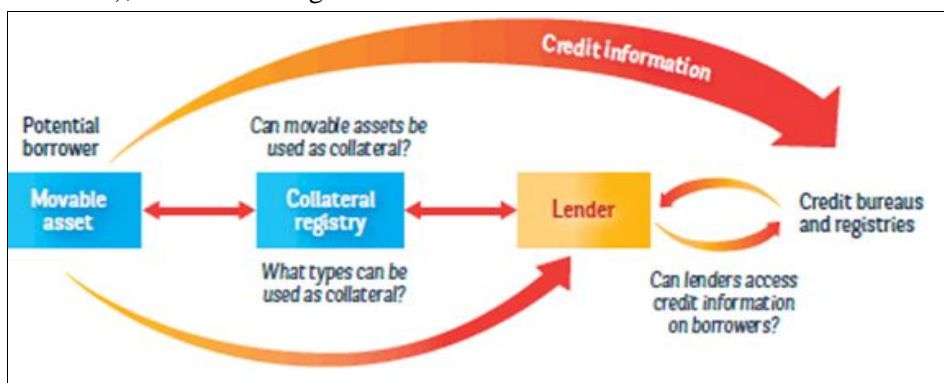 Credit information
Potential
borrower
Can movable assets be
used as collateral?
Movable
asset
Collateral
registry
Lender
Credit bureaus
and registries
What types can be
used as collateral?
Can lenders access
credit information
on borrowers?